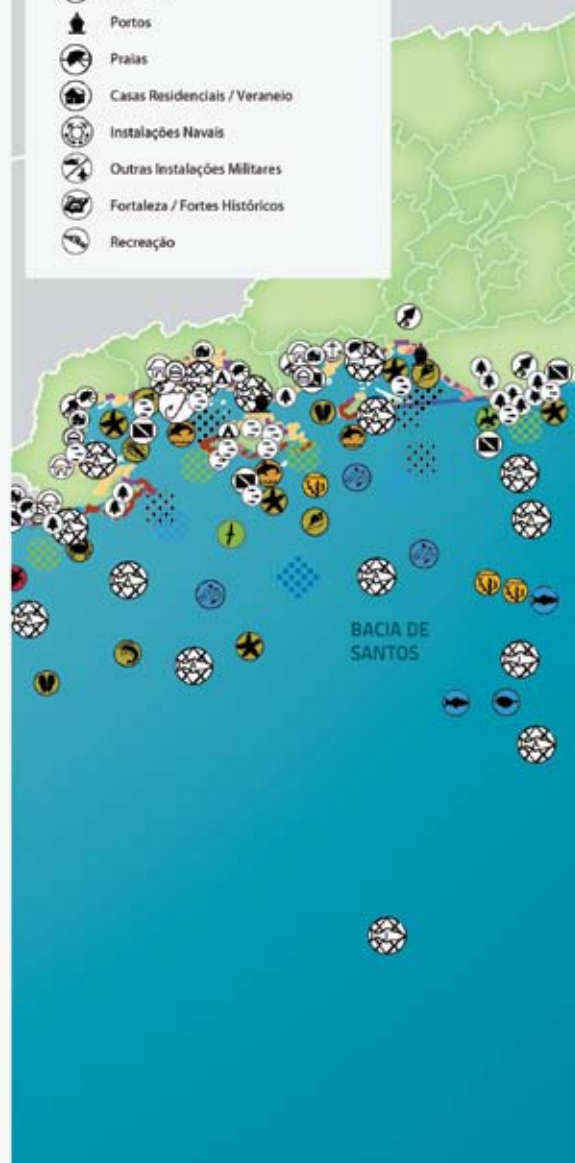 Portos
Praias
Casas Residenciais / Veraneio
Instalações Navais
Outras Instalações Militares
Fortaleza / Fortes Históricos
Recreação
BACIA DE
SANTOS